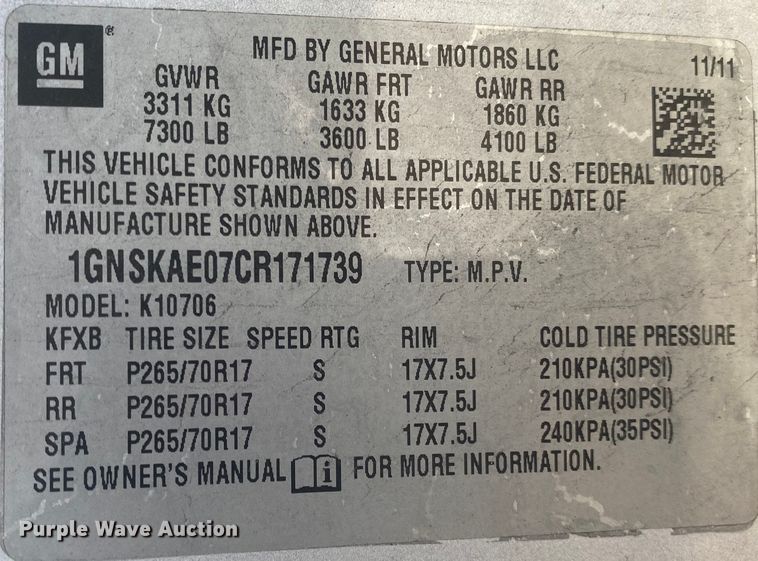 GM®
MFD BY GENERAL MOTORS LLC 11/11
GVWR GAWR FRT GAWR RR
3311 KG 1633 KG 1860 KG
7300 LB 3600 LB 4100 LB
THIS VEHICLE CONFORMS TO ALL APPLICABLE U.S. FEDERAL MOTOR
VEHICLE SAFETY STANDARDS IN EFFECT ON THE DATE OF
MANUFACTURE SHOWN ABOVE.
1GNSKAE07CR171739 TYPE: M.P.V.
MODEL: K10706
KFXB TIRE SIZE SPEED RTG RIM COLD TIRE PRESSURE
FRT P265/70R17 S 17X7.5J 210KPA(30PSI)
RR P265/70R17 S 17X7.5J 210KPA(30PSI)
SPA P265/70R17 S 17X7.5J 240KPA(35PSI)
SEE OWNER'S MANUAL i FOR MORE INFORMATION.
Purple Wave Auction